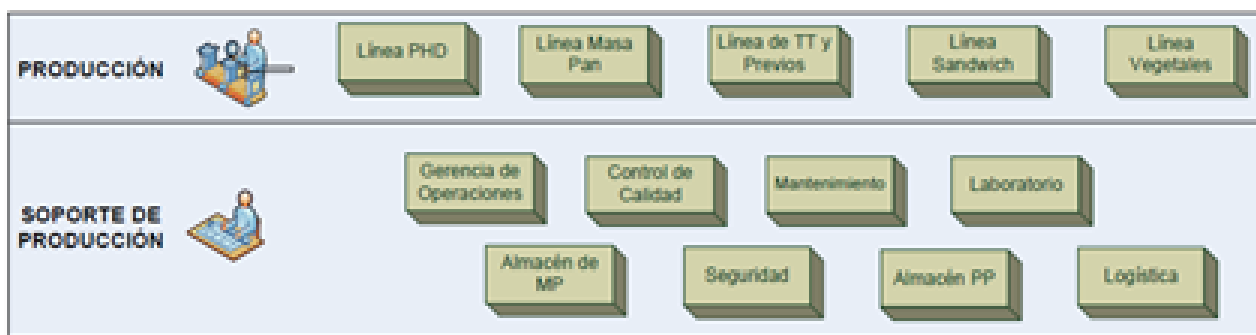 PRODUCCIÓN
Línea PHD
Línea Masa
Pan
Línea de TT y
Previos
Línea
Sandwich
Línea
Vegetales
SOPORTE DE
PRODUCCIÓN
Gerencia de
Operaciones
Control de
Calidad
Mantenimiento
Laboratorio
Almacén de
MP
Seguridad
Almacén PP
Logística